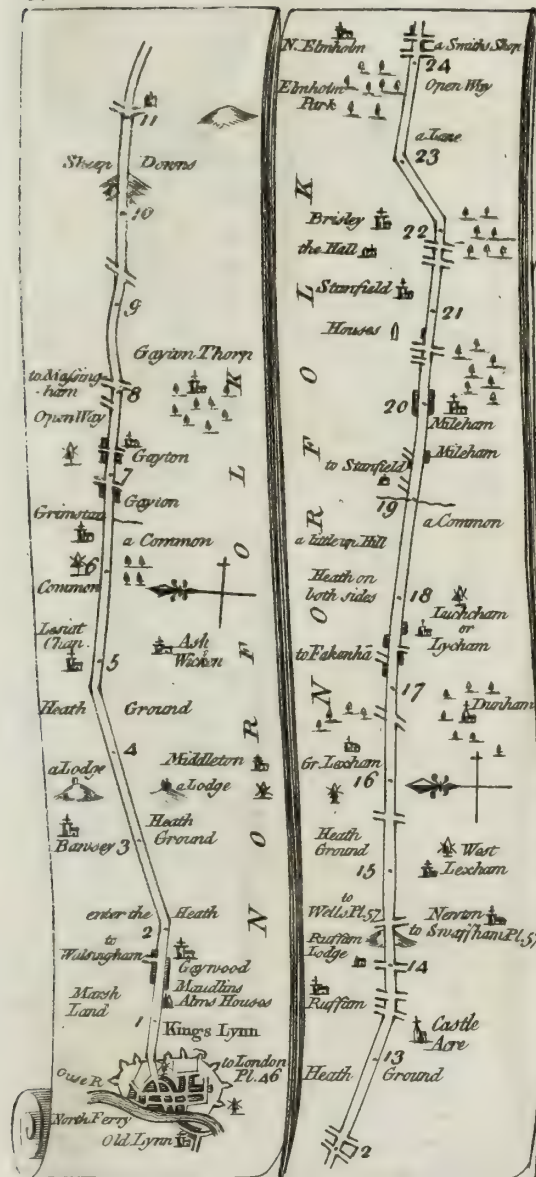 11
Sheep Downs
10
9
Gayton Thorp
to Massing-
ham
8
Open Way
Gayton
7
Gayton
Grimston
a Common
6
Common
Ash
Wicken
Lesiat
Chap.
5
Heath Ground
4
Middleton
a Lodge
a Lodge
Heath
Ground
Bawsey
3
enter the Heath
2
to
Walsingham
Gaywood
Maudlins
Alms Houses
Marsh
Land
1
Kings Lynn
to London
Pl. 46
Ouse R
North Ferry
Old Lynn
NORFOLK
N. Elmholm
a Smiths Shop
24
Elmholm
Park
Open Way
a Lane
23
Brisley
22
the Hall
Stanfield
21
Houses
20
Mileham
Mileham
to Stanfield
19
a Common
a little up Hill
Heath on
both sides
18
Luchcham
or
Lycham
to Fakenhã
17
Dunham
Gr. Lexham
16
Heath
Ground
West
Lexham
15
to
Wells Pl. 57
Newton
to Swaffham Pl. 57
Ruffam
Lodge
14
Ruffam
Castle
Acre
13
Heath Ground
2
NORFOLK